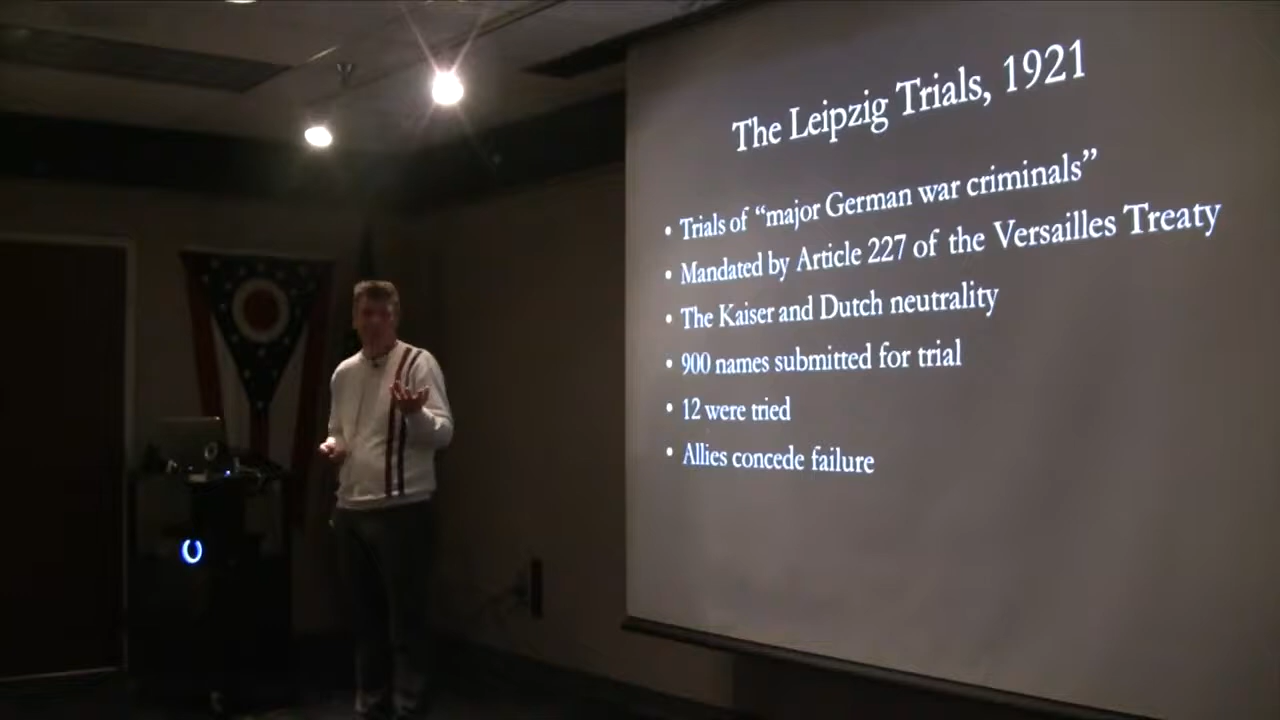 The Leipzig Trials, 1921
• Trials of “major German war criminals”
• Mandated by Article 227 of the Versailles Treaty
• The Kaiser and Dutch neutrality
• 900 names submitted for trial
• 12 were tried
• Allies concede failure